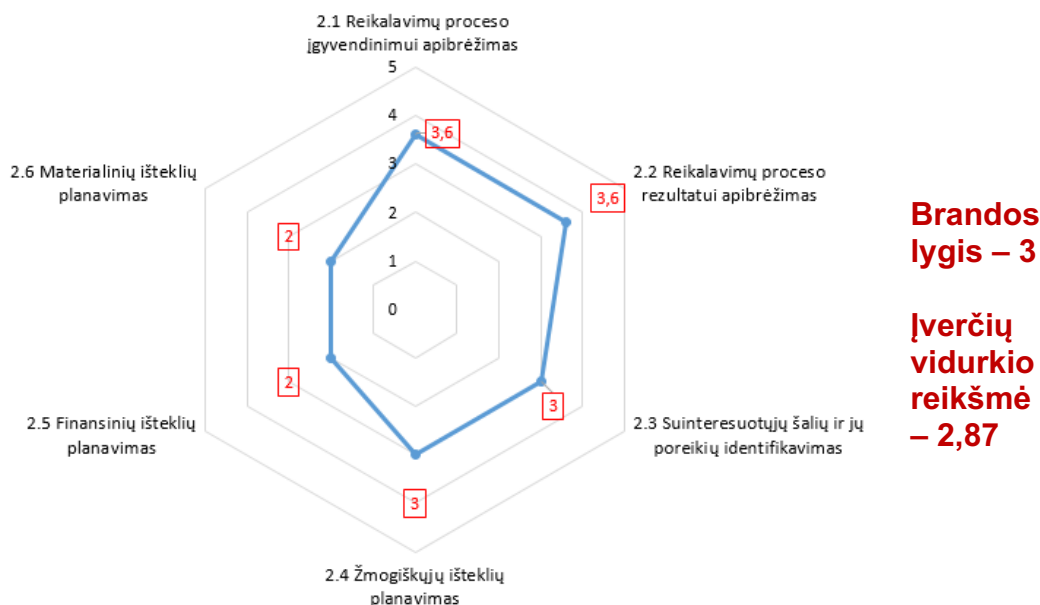 2.1 Reikalavimų proceso
įgyvendinimui apibrėžimas
5
4
3,6
3
2
1
0
2.2 Reikalavimų proceso
rezultatui apibrėžimas
3,6
2.3 Suinteresuotųjų šalių ir jų
poreikių identifikavimas
3
2.4 Žmogiškųjų išteklių
planavimas
3
2.5 Finansinių išteklių
planavimas
2
2.6 Materialinių išteklių
planavimas
2
Brandos
lygis – 3
Įverčių
vidurkio
reikšmė
– 2,87